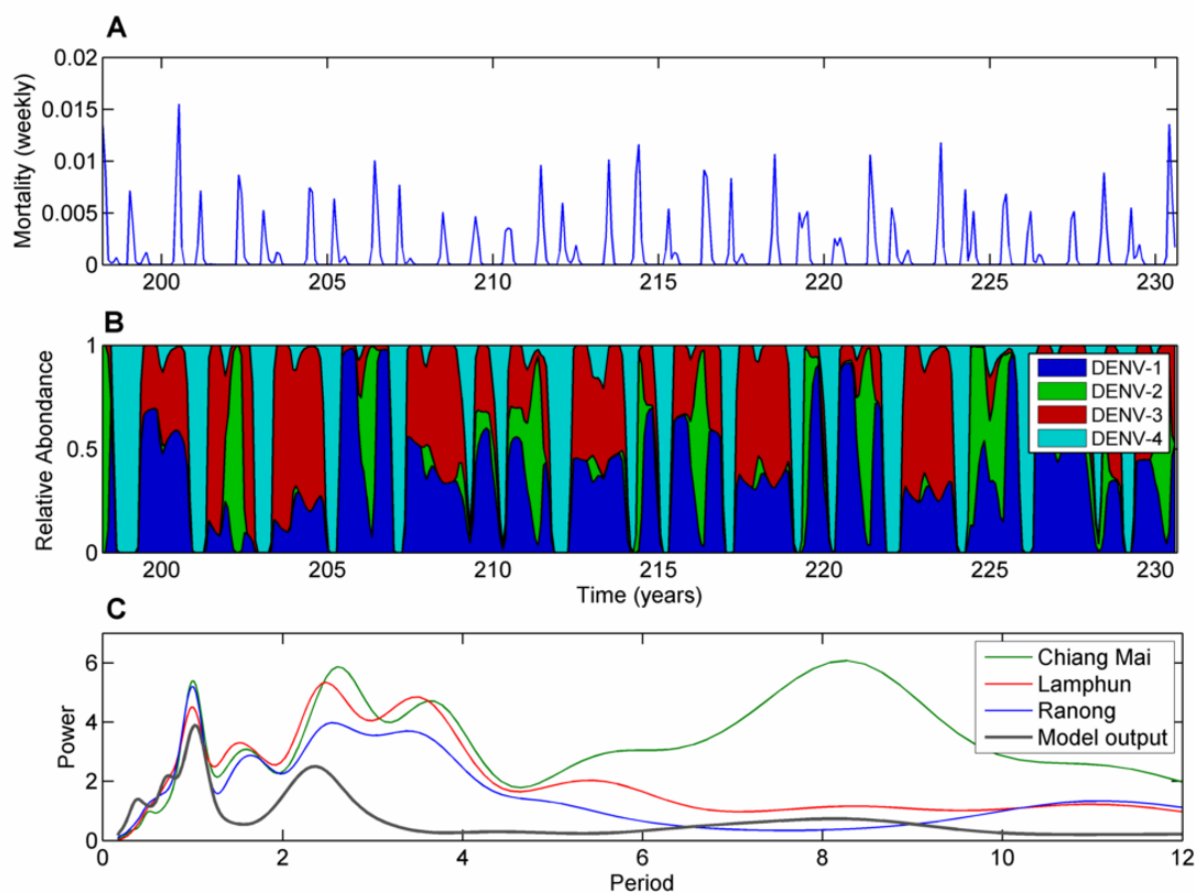 A
Mortality (weekly)
0.02
0.015
0.01
0.005
0
200 205 210 215 220 225 230
B
Relative Abondance
1
0.5
0
DENV-1
DENV-2
DENV-3
DENV-4
200 205 210 215 220 225 230
Time (years)
C
Power
6
4
2
0
Chiang Mai
Lamphun
Ranong
Model output
0 2 4 6 8 10 12
Period